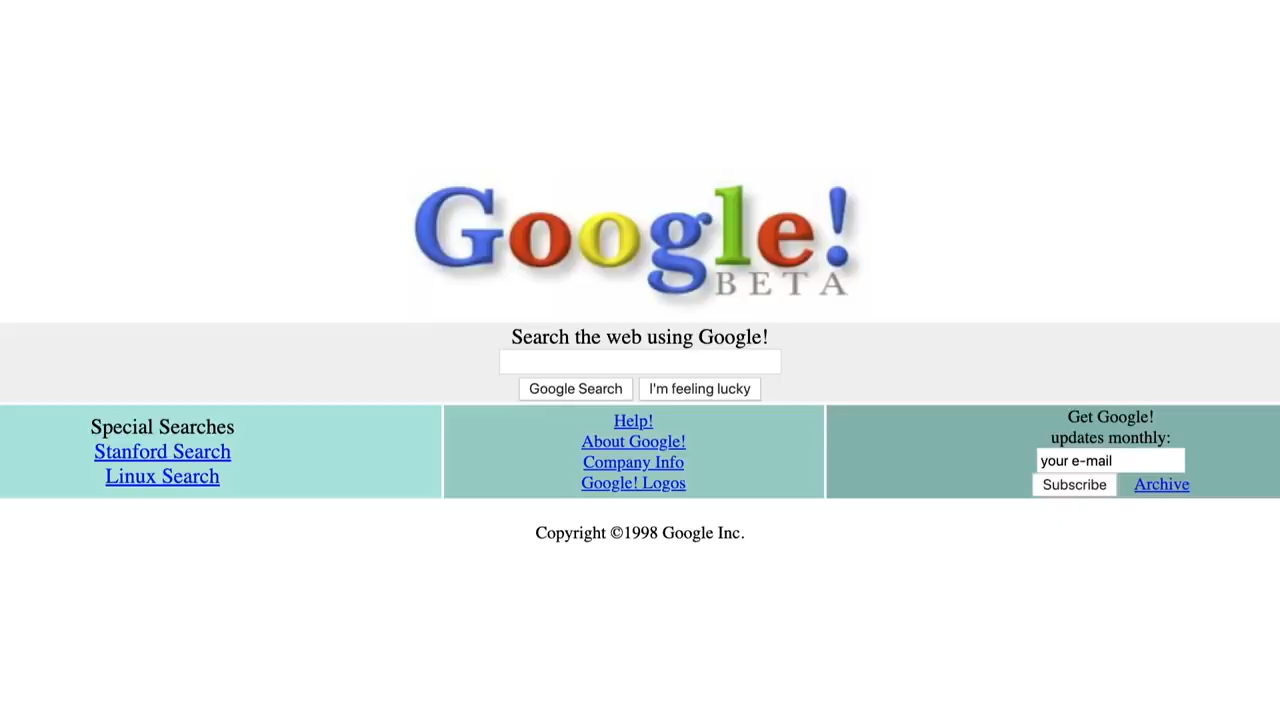 Google!
BETA
Search the web using Google!
Google Search I'm feeling lucky
Special Searches
Stanford Search
Linux Search
Help!
About Google!
Company Info
Google! Logos
Get Google!
updates monthly:
your e-mail
Subscribe Archive
Copyright ©1998 Google Inc.